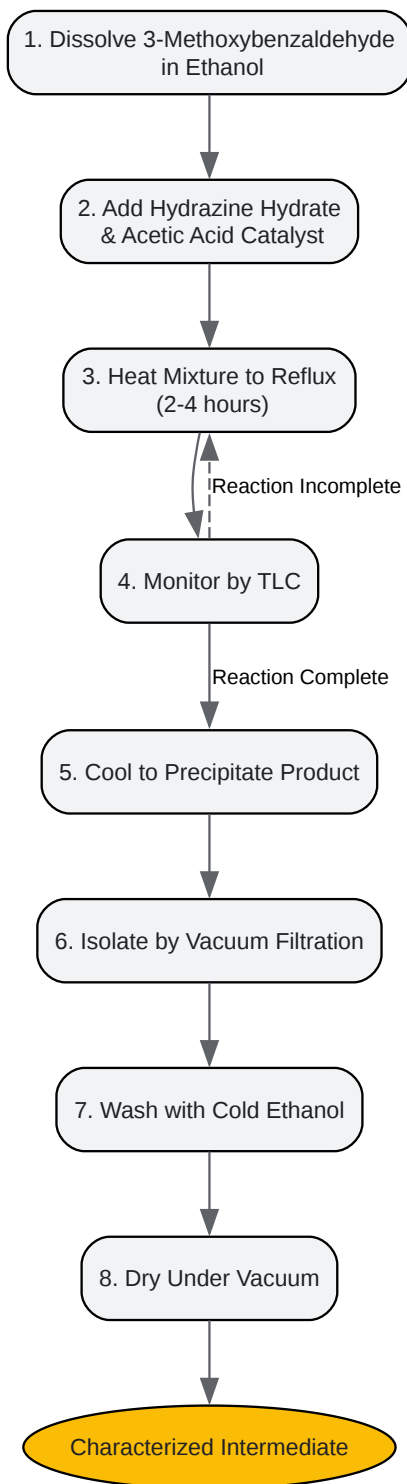 1. Dissolve 3-Methoxybenzaldehyde
in Ethanol
2. Add Hydrazine Hydrate
& Acetic Acid Catalyst
3. Heat Mixture to Reflux
(2-4 hours)
Reaction Incomplete
4. Monitor by TLC
Reaction Complete
5. Cool to Precipitate Product
6. Isolate by Vacuum Filtration
7. Wash with Cold Ethanol
8. Dry Under Vacuum
Characterized Intermediate